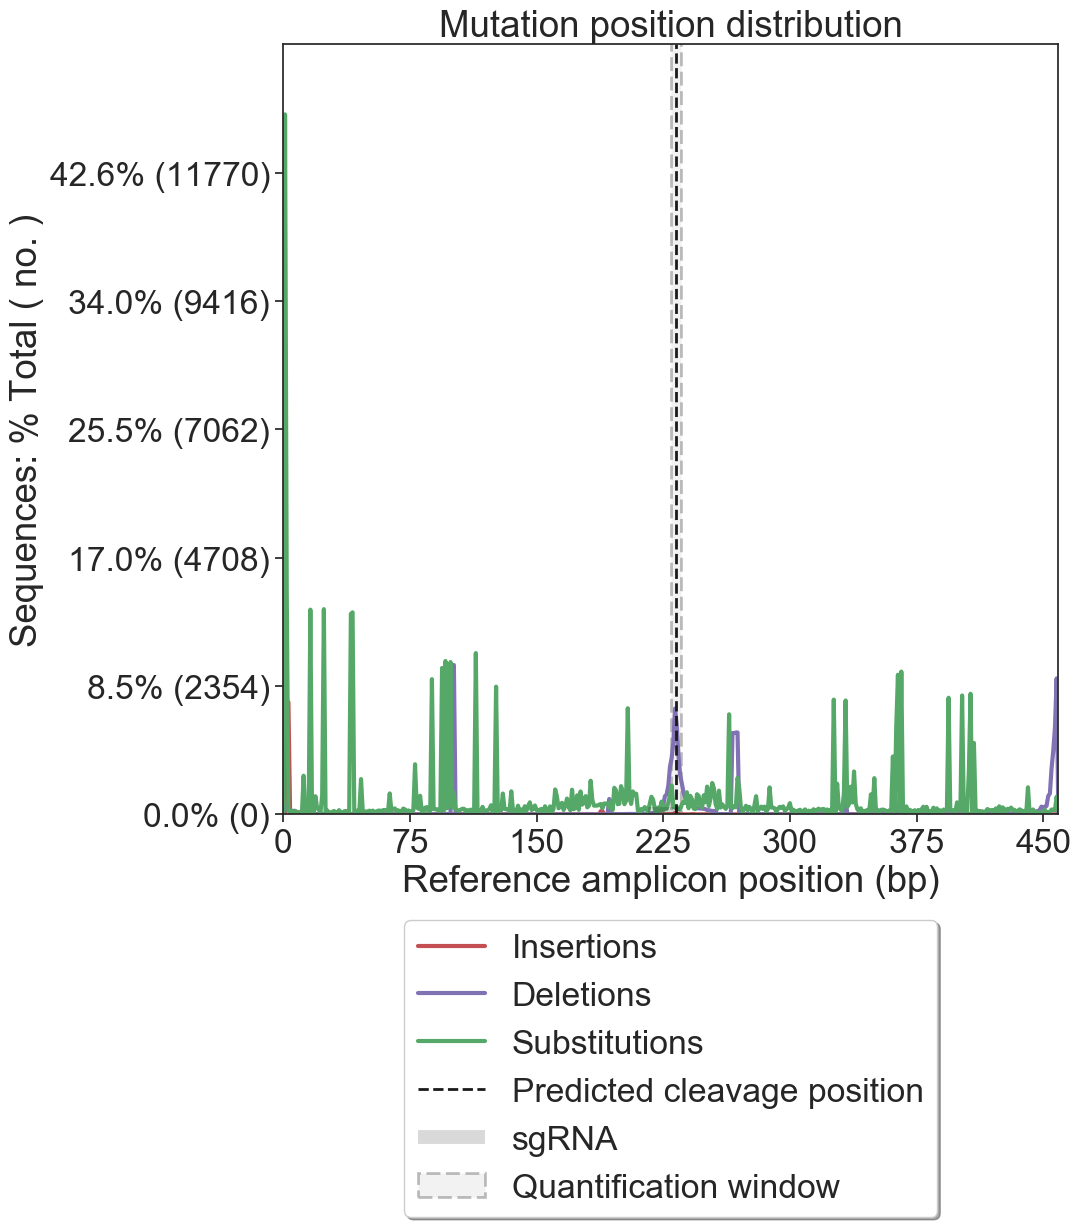 Mutation position distribution
Sequences: % Total ( no. )
42.6% (11770)
34.0% (9416)
25.5% (7062)
17.0% (4708)
8.5% (2354)
0.0% (0)
0 75 150 225 300 375 450
Reference amplicon position (bp)
Insertions
Deletions
Substitutions
Predicted cleavage position
sgRNA
Quantification window